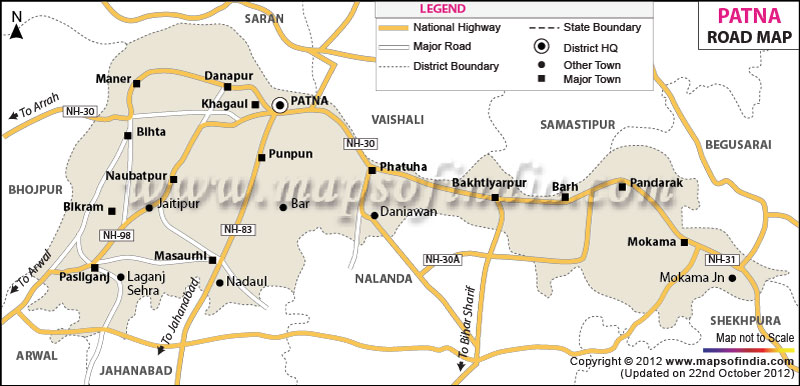 N
SARAN
LEGEND
National Highway
Major Road
District Boundary
State Boundary
District HQ
Other Town
Major Town
PATNA
ROAD MAP
Maner
Danapur
Khagaul
PATNA
To Arrah
NH-30
Bihta
VAISHALI
SAMASTIPUR
BEGUSARAI
NH-30
Punpun
Phatuha
Naubatpur
BHOJPUR
Bakhtiyarpur
Barh
Pandarak
Bikram
Jaitipur
Bar
Daniawan
www.mapsofindia.com
NH-98
NH-83
Mokama
Masaurhi
NH-30A
NH-31
To Arwal
Pasliganj
Laganj
Sehra
Nadaul
NALANDA
Mokama Jn
To Jahanabad
To Bihar Sharif
SHEKHPURA
Map not to Scale
ARWAL
JAHANABAD
Copyright © 2012 www.mapsofindia.com
(Updated on 22nd October 2012)